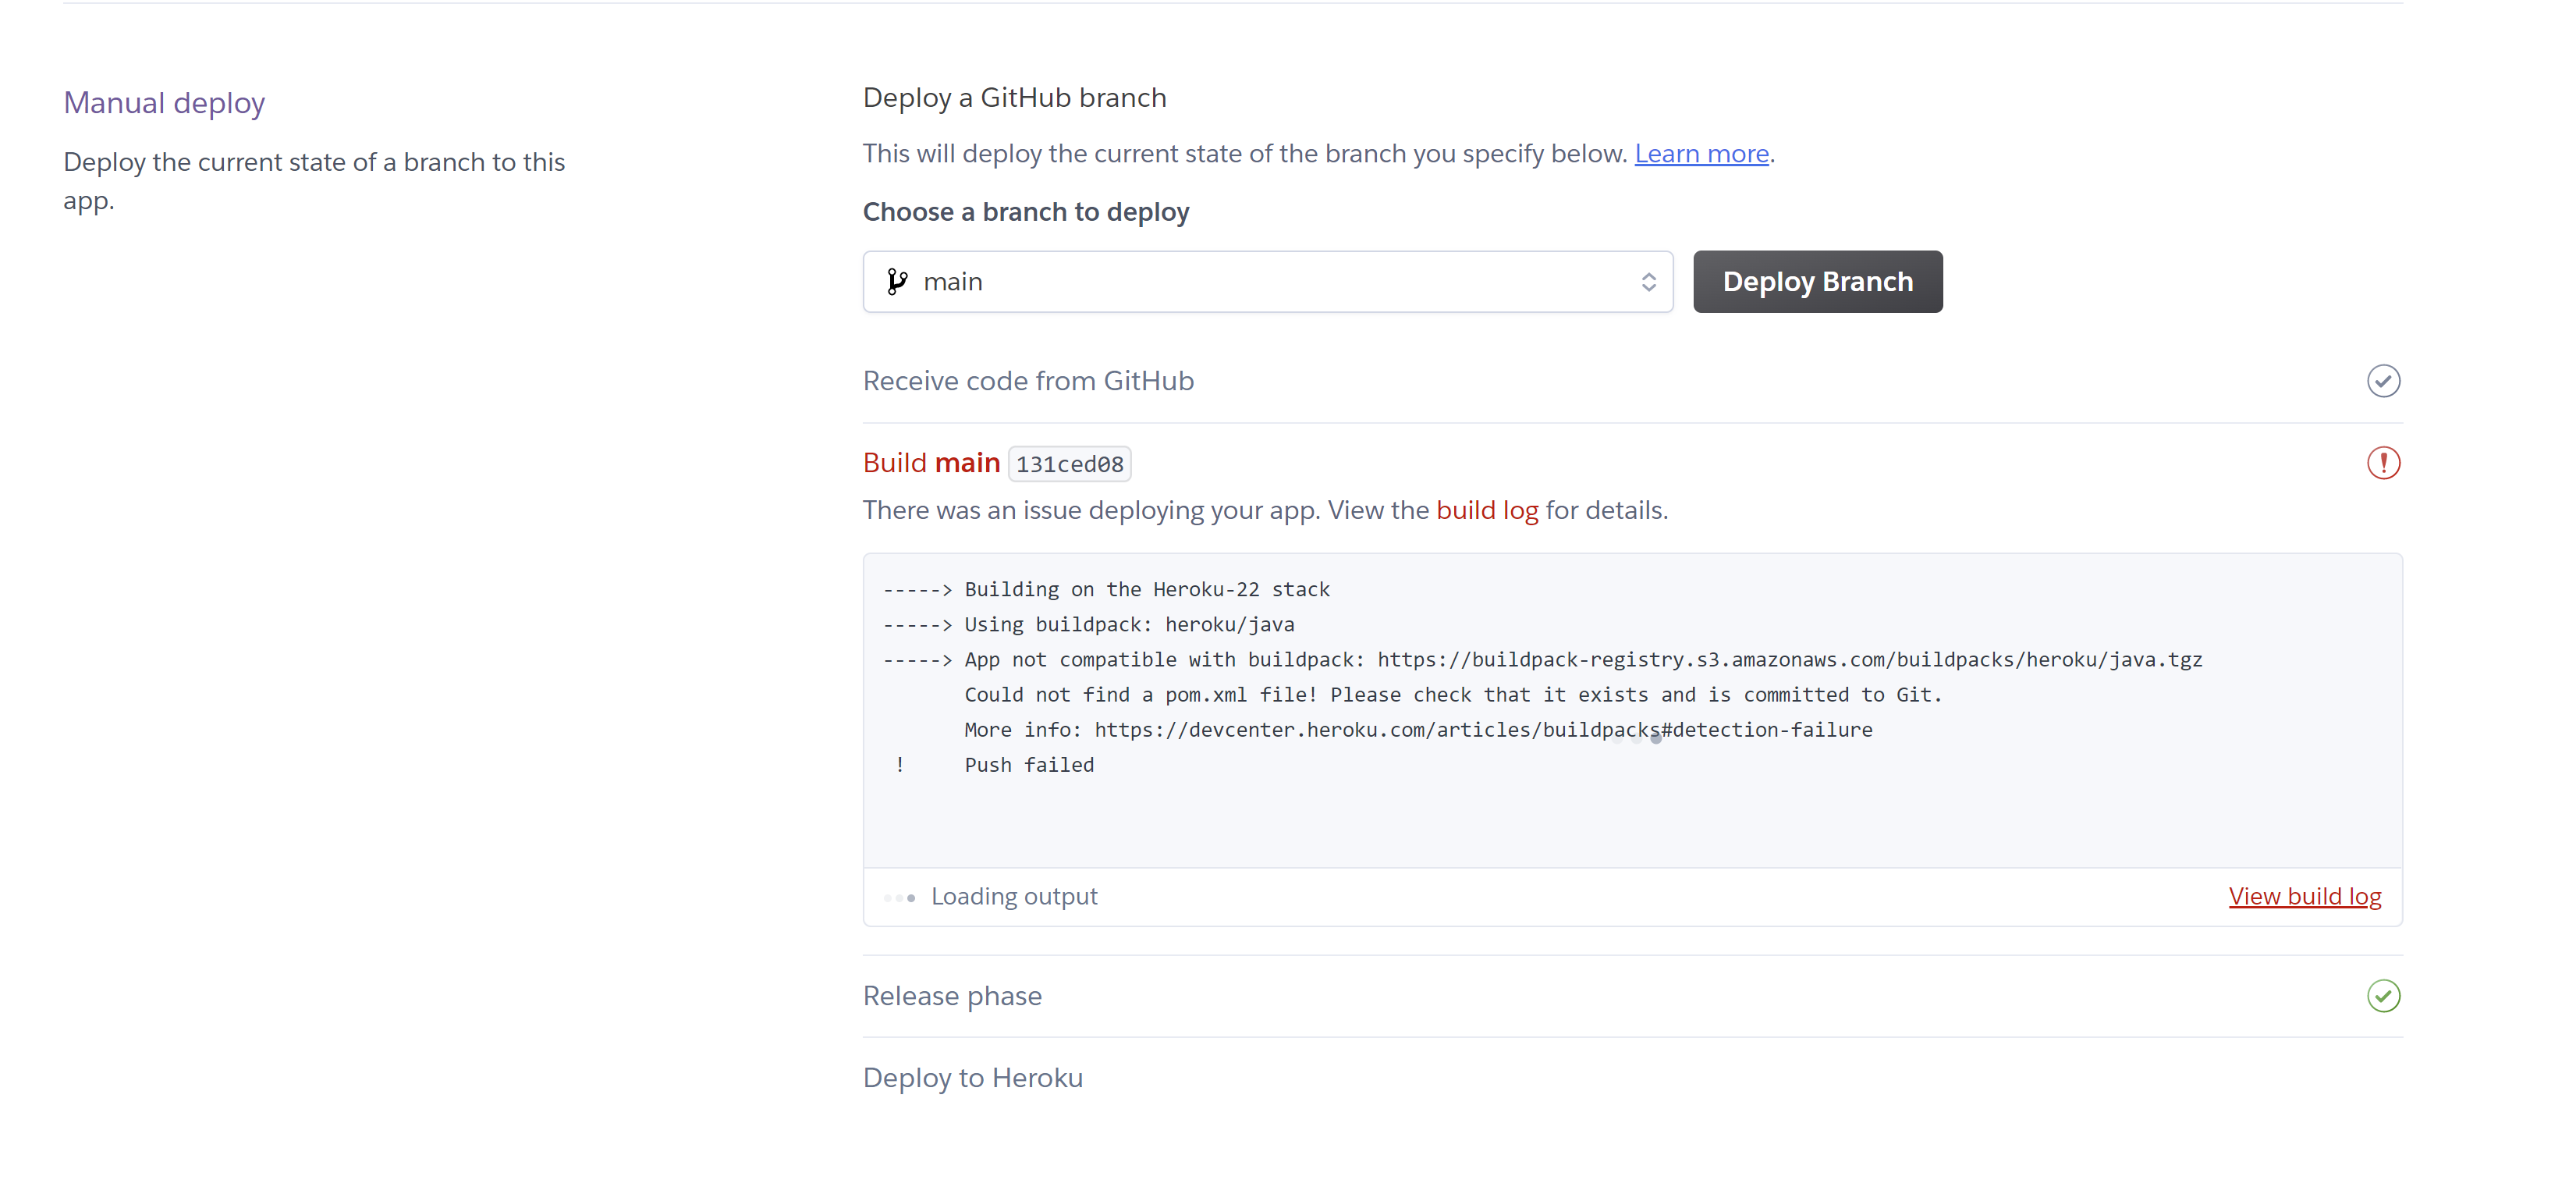 Manual deploy
Deploy the current state of a branch to this
app.
Deploy a GitHub branch
This will deploy the current state of the branch you specify below. Learn more.
Choose a branch to deploy
main
Deploy Branch
Receive code from GitHub
Build main 131ced08
There was an issue deploying your app. View the build log for details.
-----> Building on the Heroku-22 stack
-----> Using buildpack: heroku/java
-----> App not compatible with buildpack: https://buildpack-registry.s3.amazonaws.com/buildpacks/heroku/java.tgz
Could not find a pom.xml file! Please check that it exists and is committed to Git.
More info: https://devcenter.heroku.com/articles/buildpacks#detection-failure
! Push failed
Loading output
View build log
Release phase
Deploy to Heroku